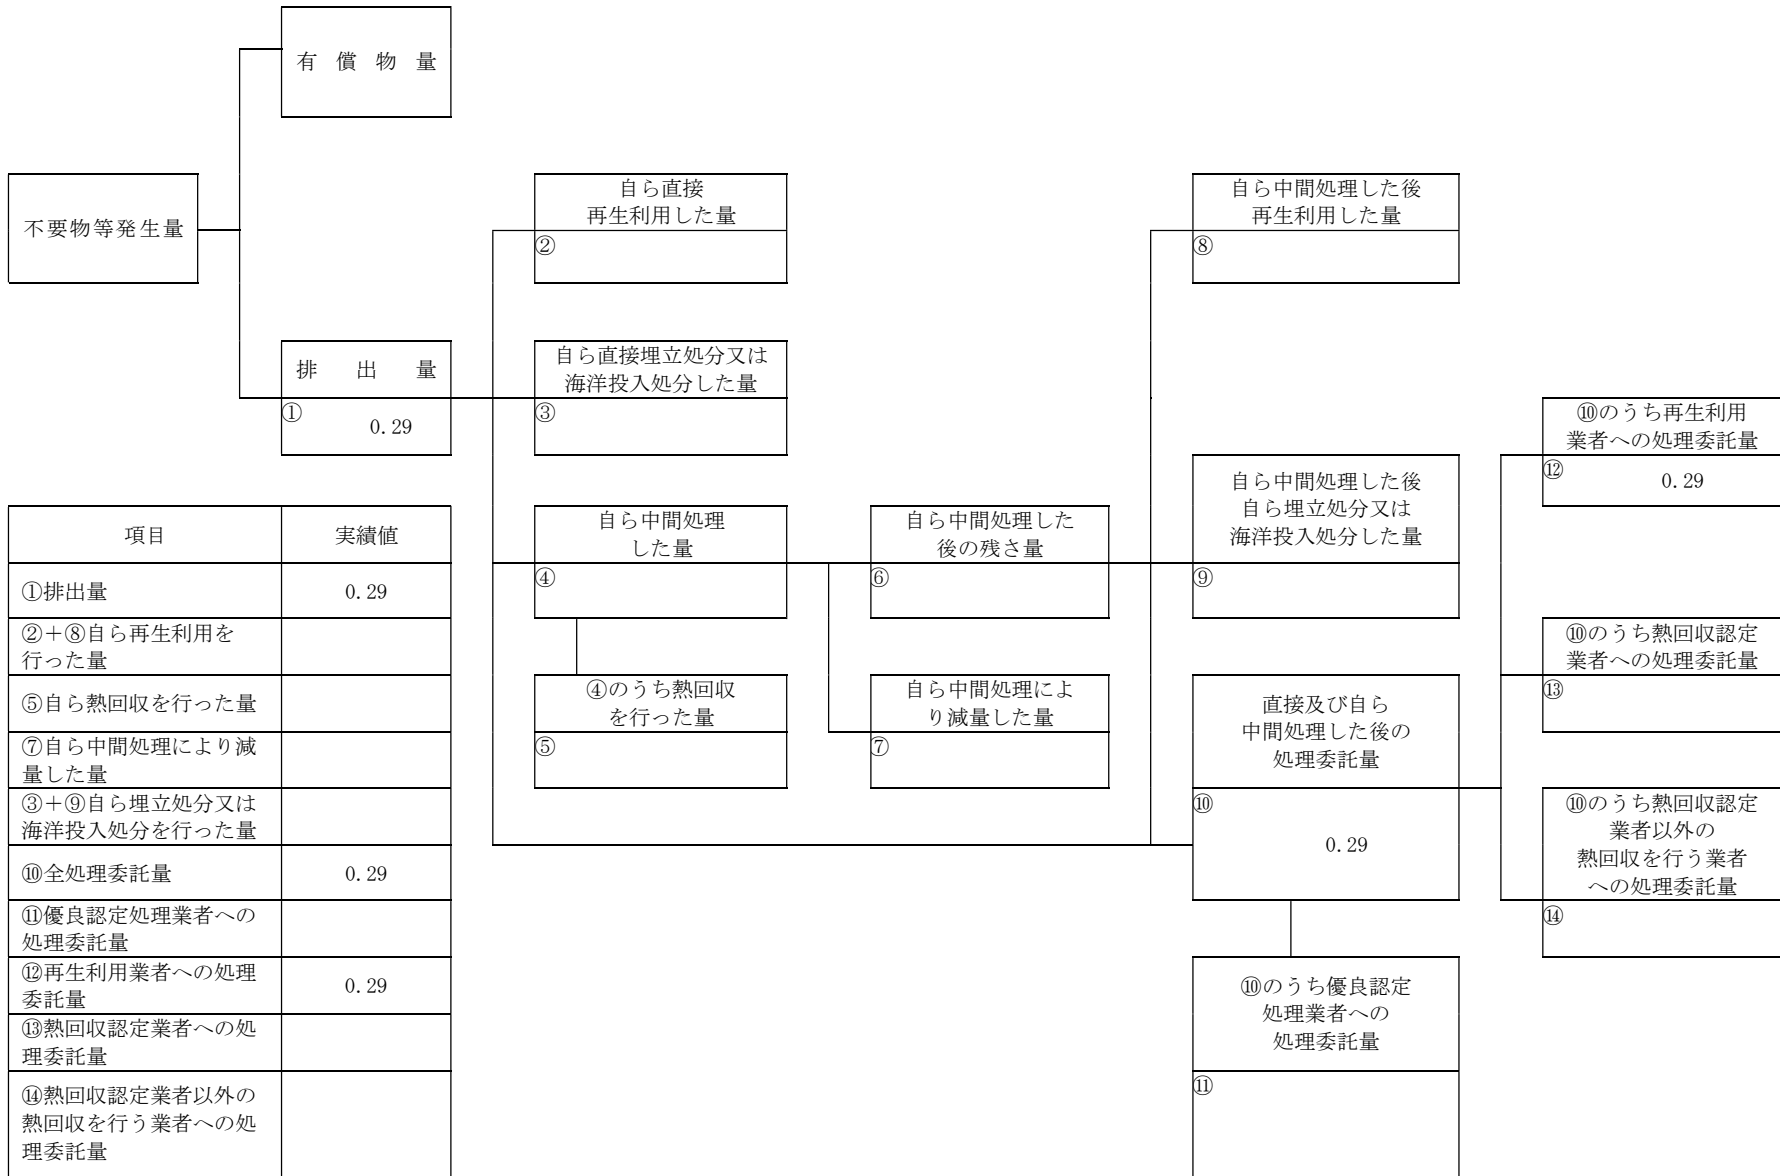 有償物量
不要物等発生量
自ら直接
再生利用した量
②
自ら中間処理した後
再生利用した量
⑧
排出量
①
0.29
自ら直接埋立処分又は
海洋投入処分した量
③
⑩のうち再生利用
業者への処理委託量
⑫
0.29
自ら中間処理した後
自ら埋立処分又は
海洋投入処分した量
⑨
自ら中間処理
した量
④
自ら中間処理した
後の残さ量
⑥
⑩のうち熱回収認定
業者への処理委託量
⑬
④のうち熱回収
を行った量
⑤
自ら中間処理によ
り減量した量
⑦
直接及び自ら
中間処理した後の
処理委託量
⑩
0.29
⑩のうち熱回収認定
業者以外の
熱回収を行う業者
への処理委託量
⑭
⑩のうち優良認定
処理業者への
処理委託量
⑪
項目 実績値
①排出量 0.29
②＋⑧自ら再生利用を
行った量
⑤自ら熱回収を行った量
⑦自ら中間処理により減
量した量
③＋⑨自ら埋立処分又は
海洋投入処分を行った量
⑩全処理委託量 0.29
⑪優良認定処理業者への
処理委託量
⑫再生利用業者への処理
委託量 0.29
⑬熱回収認定業者への処
理委託量
⑭熱回収認定業者以外の
熱回収を行う業者への処
理委託量